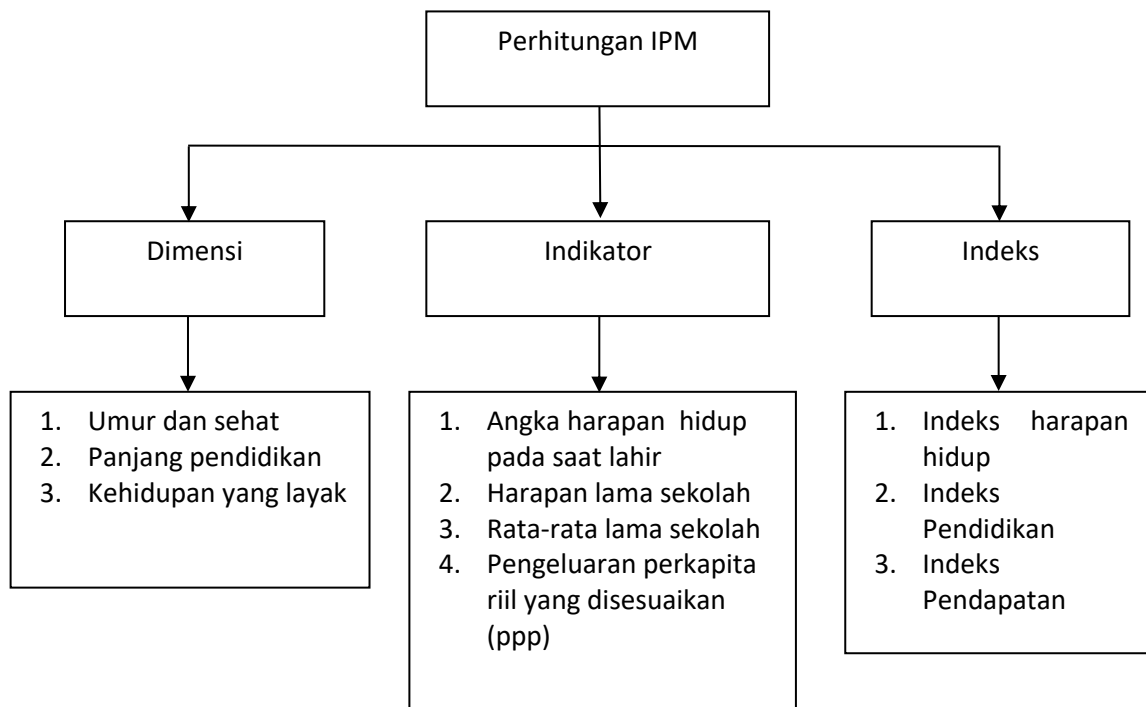 Perhitungan IPM
Dimensi
Indikator
Indeks
1. Umur dan sehat
2. Panjang pendidikan
3. Kehidupan yang layak
1. Angka harapan hidup
pada saat lahir
2. Harapan lama sekolah
3. Rata-rata lama sekolah
4. Pengeluaran perkapita
riil yang disesuaikan
(ppp)
1. Indeks harapan
hidup
2. Indeks
Pendidikan
3. Indeks
Pendapatan